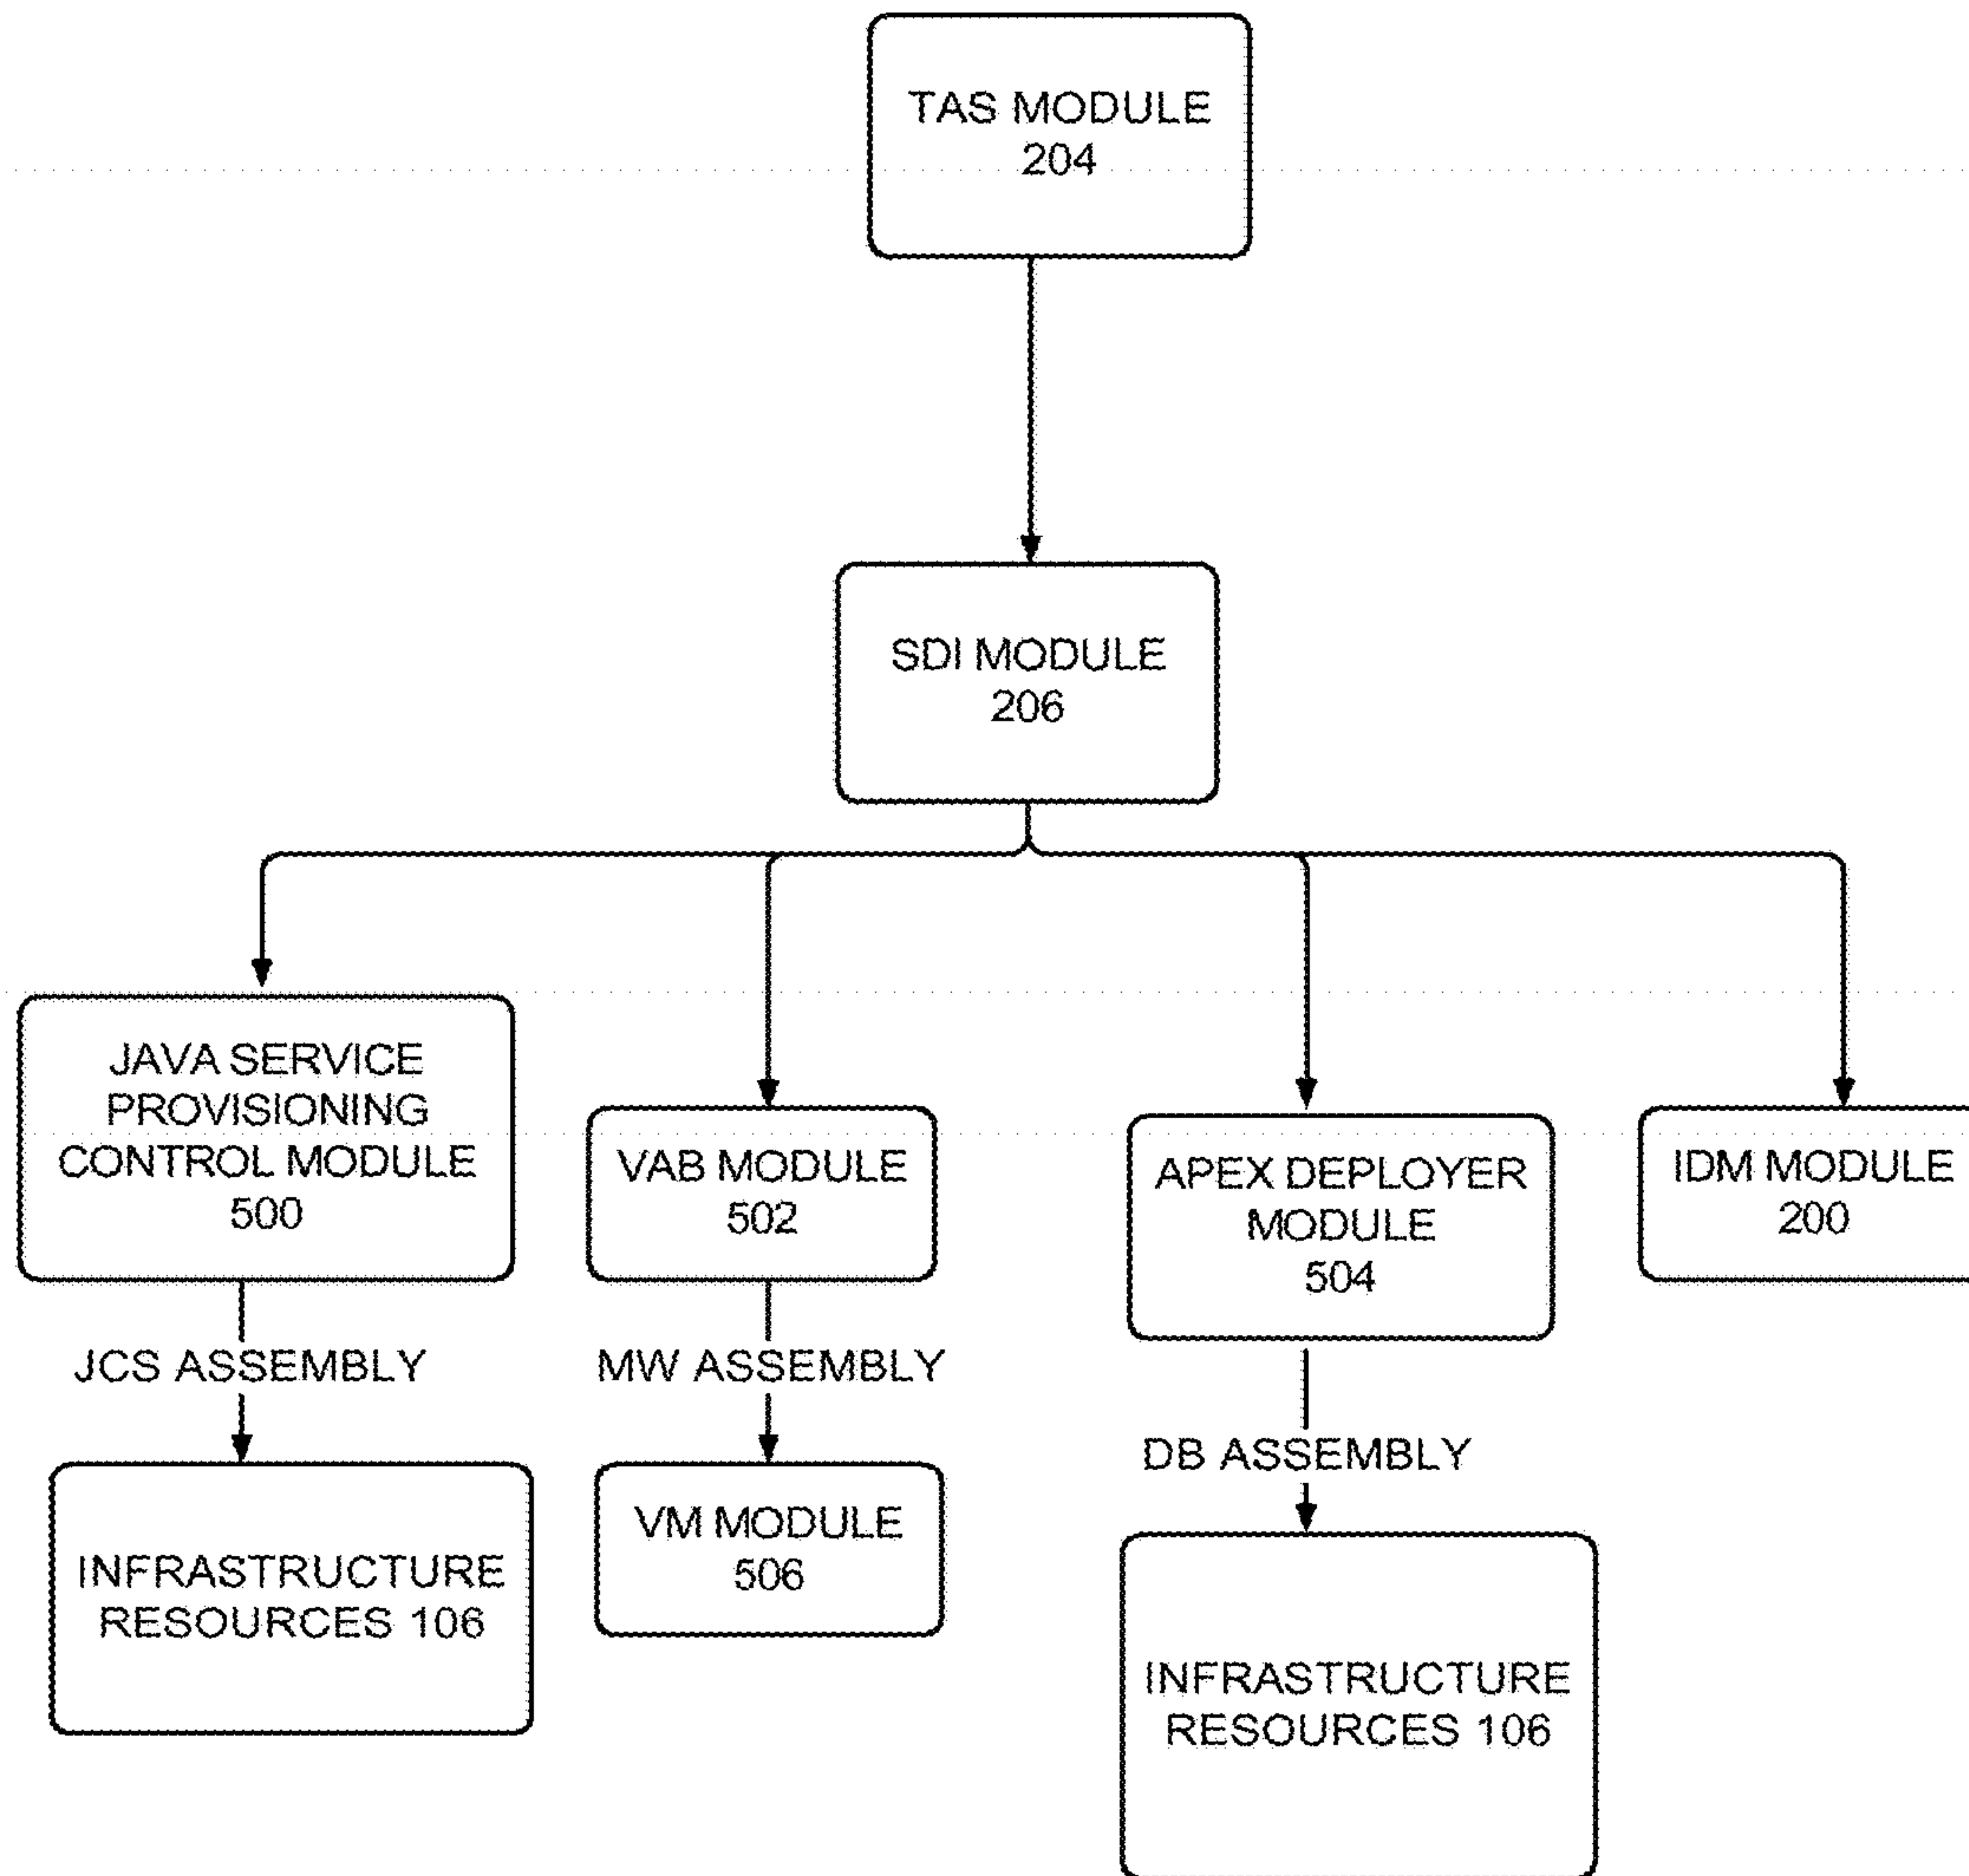 TAS MODULE
204
SDI MODULE
206
JAVA SERVICE
PROVISIONING
CONTROL MODULE
500
VAB MODULE
502
APEX DEPLOYER
MODULE
504
IDM MODULE
200
JCS ASSEMBLY
MW ASSEMBLY
DB ASSEMBLY
INFRASTRUCTURE
RESOURCES 106
VM MODULE
506
INFRASTRUCTURE
RESOURCES 106